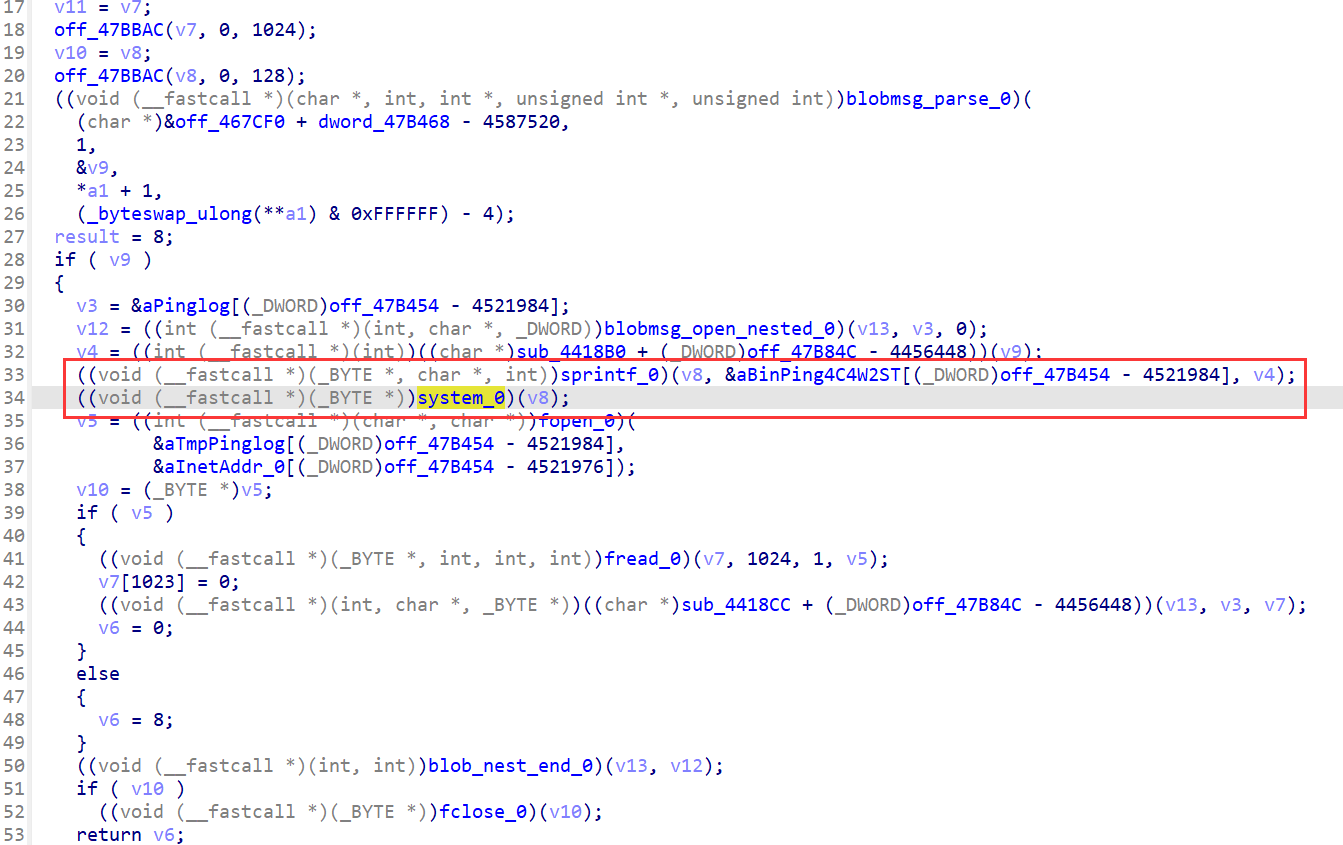 17 v11 = v7;
18 off_47BBAC(v7, 0, 1024);
19 v10 = v8;
20 off_47BBAC(v8, 0, 128);
21 ((void (__fastcall *)(char *, int, int *, unsigned int *, unsigned int))blobmsg_parse_0)(
22 (char *)&off_467CF0 + dword_47B468 - 4587520,
23 1,
24 &v9,
25 *a1 + 1,
26 (_byteswap_ulong(**a1) & 0xFFFFFF) - 4);
27 result = 8;
28 if ( v9 )
29 {
30 v3 = &aPinglog[(_DWORD)off_47B454 - 4521984];
31 v12 = ((int (__fastcall *)(int, char *, _DWORD))blobmsg_open_nested_0)(v13, v3, 0);
32 v4 = ((int (__fastcall *)(int))((char *)sub_4418B0 + (_DWORD)off_47B84C - 4456448))(v9);
33 ((void (__fastcall *)(_BYTE *, char *, int))sprintf_0)(v8, &aBinPing4C4W2ST[(_DWORD)off_47B454 - 4521984], v4);
34 ((void (__fastcall *)(_BYTE *))system_0)(v8);
35 v5 = ((int (__fastcall *)(char *, char *))fopen_0)(
36 &aTmpPinglog[(_DWORD)off_47B454 - 4521984],
37 &aInetAddr_0[(_DWORD)off_47B454 - 4521976]);
38 v10 = (_BYTE *)v5;
39 if ( v5 )
40 {
41 ((void (__fastcall *)(_BYTE *, int, int, int))fread_0)(v7, 1024, 1, v5);
42 v7[1023] = 0;
43 ((void (__fastcall *)(int, char *, _BYTE *))((char *)sub_4418CC + (_DWORD)off_47B84C - 4456448))(v13, v3, v7);
44 v6 = 0;
45 }
46 else
47 {
48 v6 = 8;
49 }
50 ((void (__fastcall *)(int, int))blob_nest_end_0)(v13, v12);
51 if ( v10 )
52 ((void (__fastcall *)(_BYTE *))fclose_0)(v10);
53 return v6;